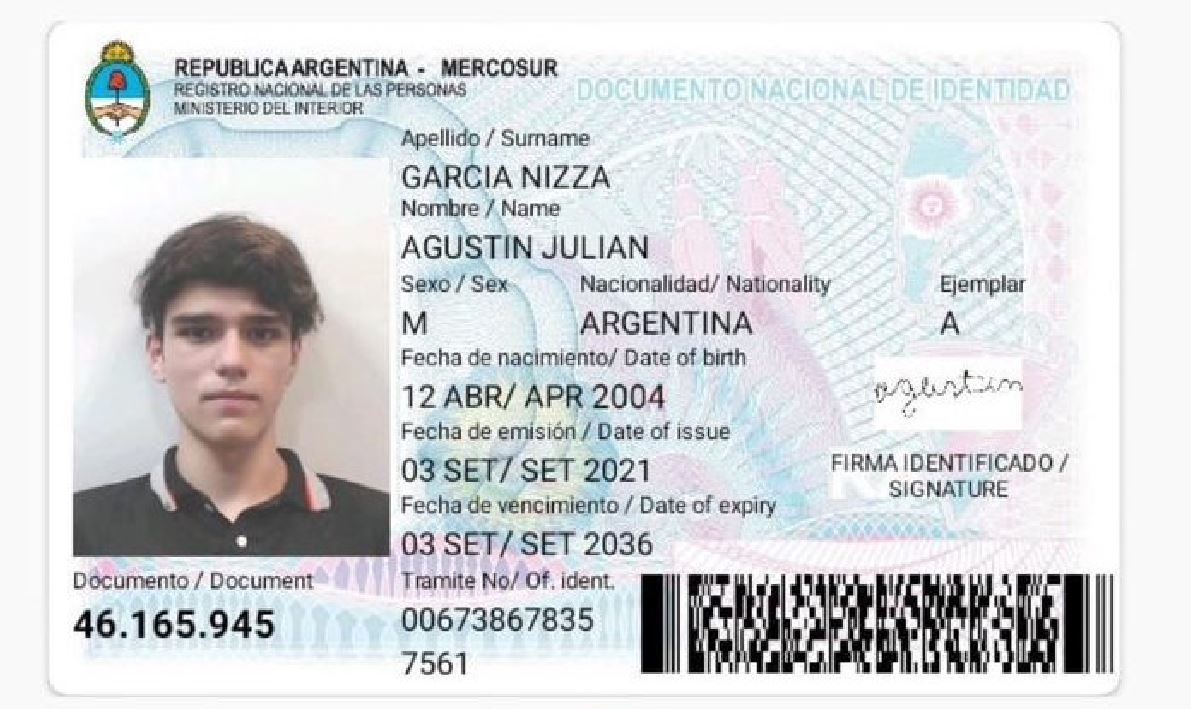 REPUBLICA ARGENTINA - MERCOSUR
REGISTRO NACIONAL DE LAS PERSONAS
MINISTERIO DEL INTERIOR
DOCUMENTO NACIONAL DE IDENTIDAD
Apellido / Surname
GARCIA NIZZA
Nombre / Name
AGUSTIN JULIAN
Sexo / Sex Nacionalidad/ Nationality Ejemplar
M ARGENTINA A
Fecha de nacimiento/ Date of birth
12 ABR/ APR 2004
Fecha de emisión / Date of issue
03 SET/ SET 2021
Fecha de vencimiento / Date of expiry
03 SET/ SET 2036
agustin
FIRMA IDENTIFICADO /
SIGNATURE
Documento / Document
46.165.945
Tramite No/ Of. ident.
00673867835
7561